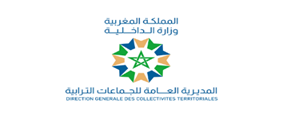 المملكة المغربية
وزارة الداخلية
المديرية العامة للجماعات الترابية
DIRECTION GENERALE DES COLLECTIVITES TERRITORIALES